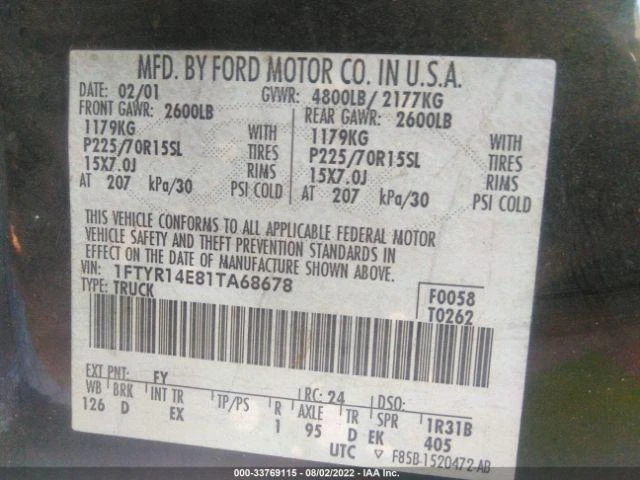 MFD. BY FORD MOTOR CO. IN U.S.A.
DATE: 02/01 GVWR: 4800LB/ 2177KG
FRONT GAWR: 2600LB REAR GAWR: 2600LB
1179KG WITH 1179KG WITH
P225/70R15SL TIRES P225/70R15SL TIRES
15X7.0J RIMS 15X7.0J RIMS
AT 207 kPa/30 PSI COLD AT 207 kPa/30 PSI COLD
THIS VEHICLE CONFORMS TO ALL APPLICABLE FEDERAL MOTOR
VEHICLE SAFETY AND THEFT PREVENTION STANDARDS IN
EFFECT ON THE DATE OF MANUFACTURE SHOWN ABOVE.
VIN: 1FTYR14E81TA68678 F0058
TYPE: TRUCK T0262
EXT PNT: FY RC: 24 DSO:
WB BRK INT TR TP/PS R AXLE TR SPR 1R31B
126 D EX 1 95 D EK 405
UTC ▽ F85B-1520472-AB
000-33769115 - 08/02/2022 - IAA Inc.